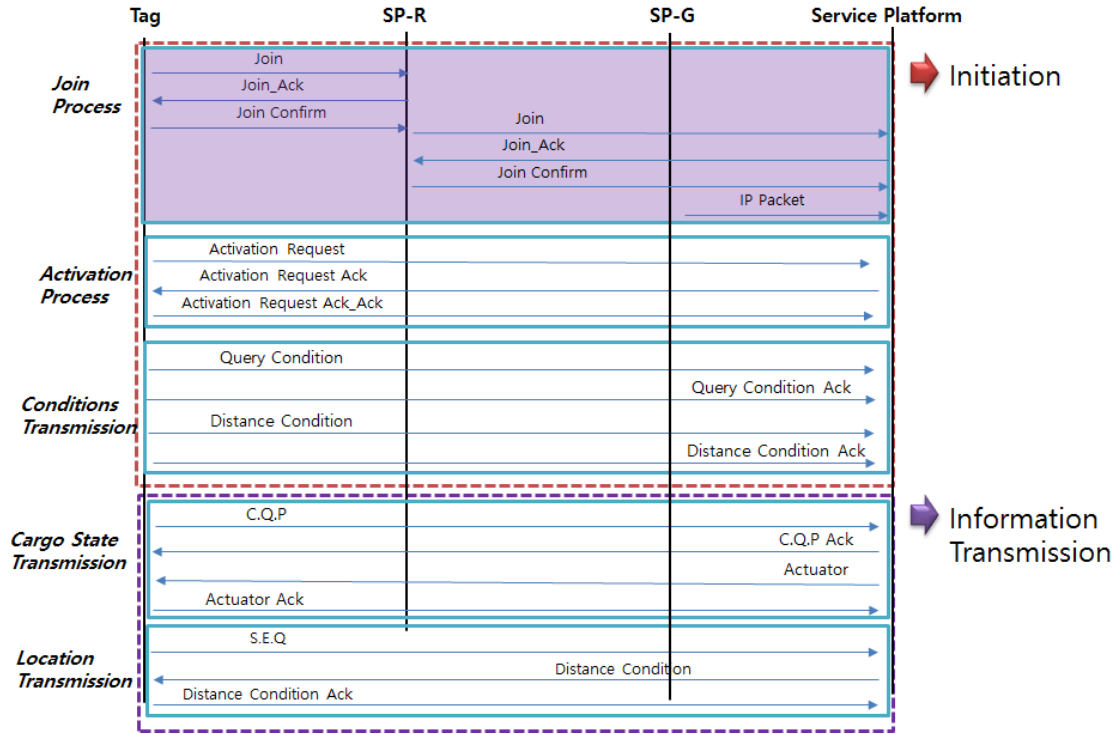 Tag SP-R SP-G Service Platform
Join
Process
Join
Join_Ack
Join Confirm
Join
Join_Ack
Join Confirm
IP Packet
Initiation
Activation
Process
Activation Request
Activation Request Ack
Activation Request Ack_Ack
Conditions
Transmission
Query Condition
Query Condition Ack
Distance Condition
Distance Condition Ack
Cargo State
Transmission
C.Q.P
C.Q.P Ack
Actuator
Actuator Ack
Information
Transmission
Location
Transmission
S.E.Q
Distance Condition
Distance Condition Ack